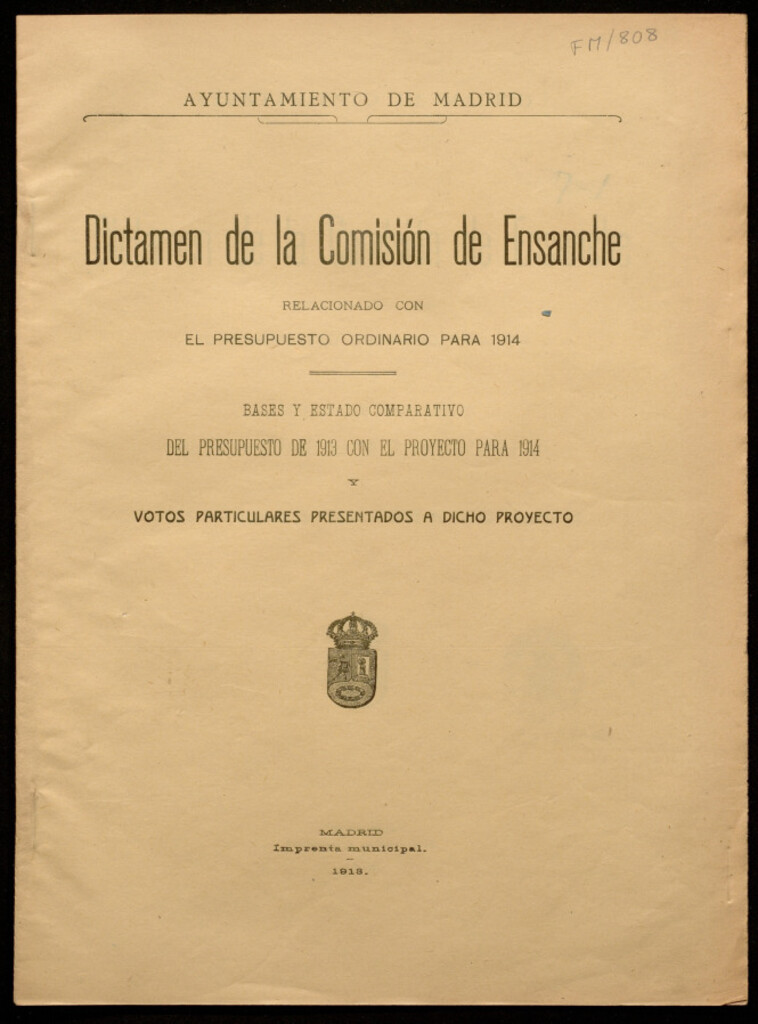 FM/808
AYUNTAMIENTO DE MADRID
Dictamen de la Comisión de Ensanche
RELACIONADO CON
EL PRESUPUESTO ORDINARIO PARA 1914
BASES Y ESTADO COMPARATIVO
DEL PRESUPUESTO DE 1913 CON EL PROYECTO PARA 1914
Y
VOTOS PARTICULARES PRESENTADOS A DICHO PROYECTO
MADRID
Imprenta municipal.
1913.